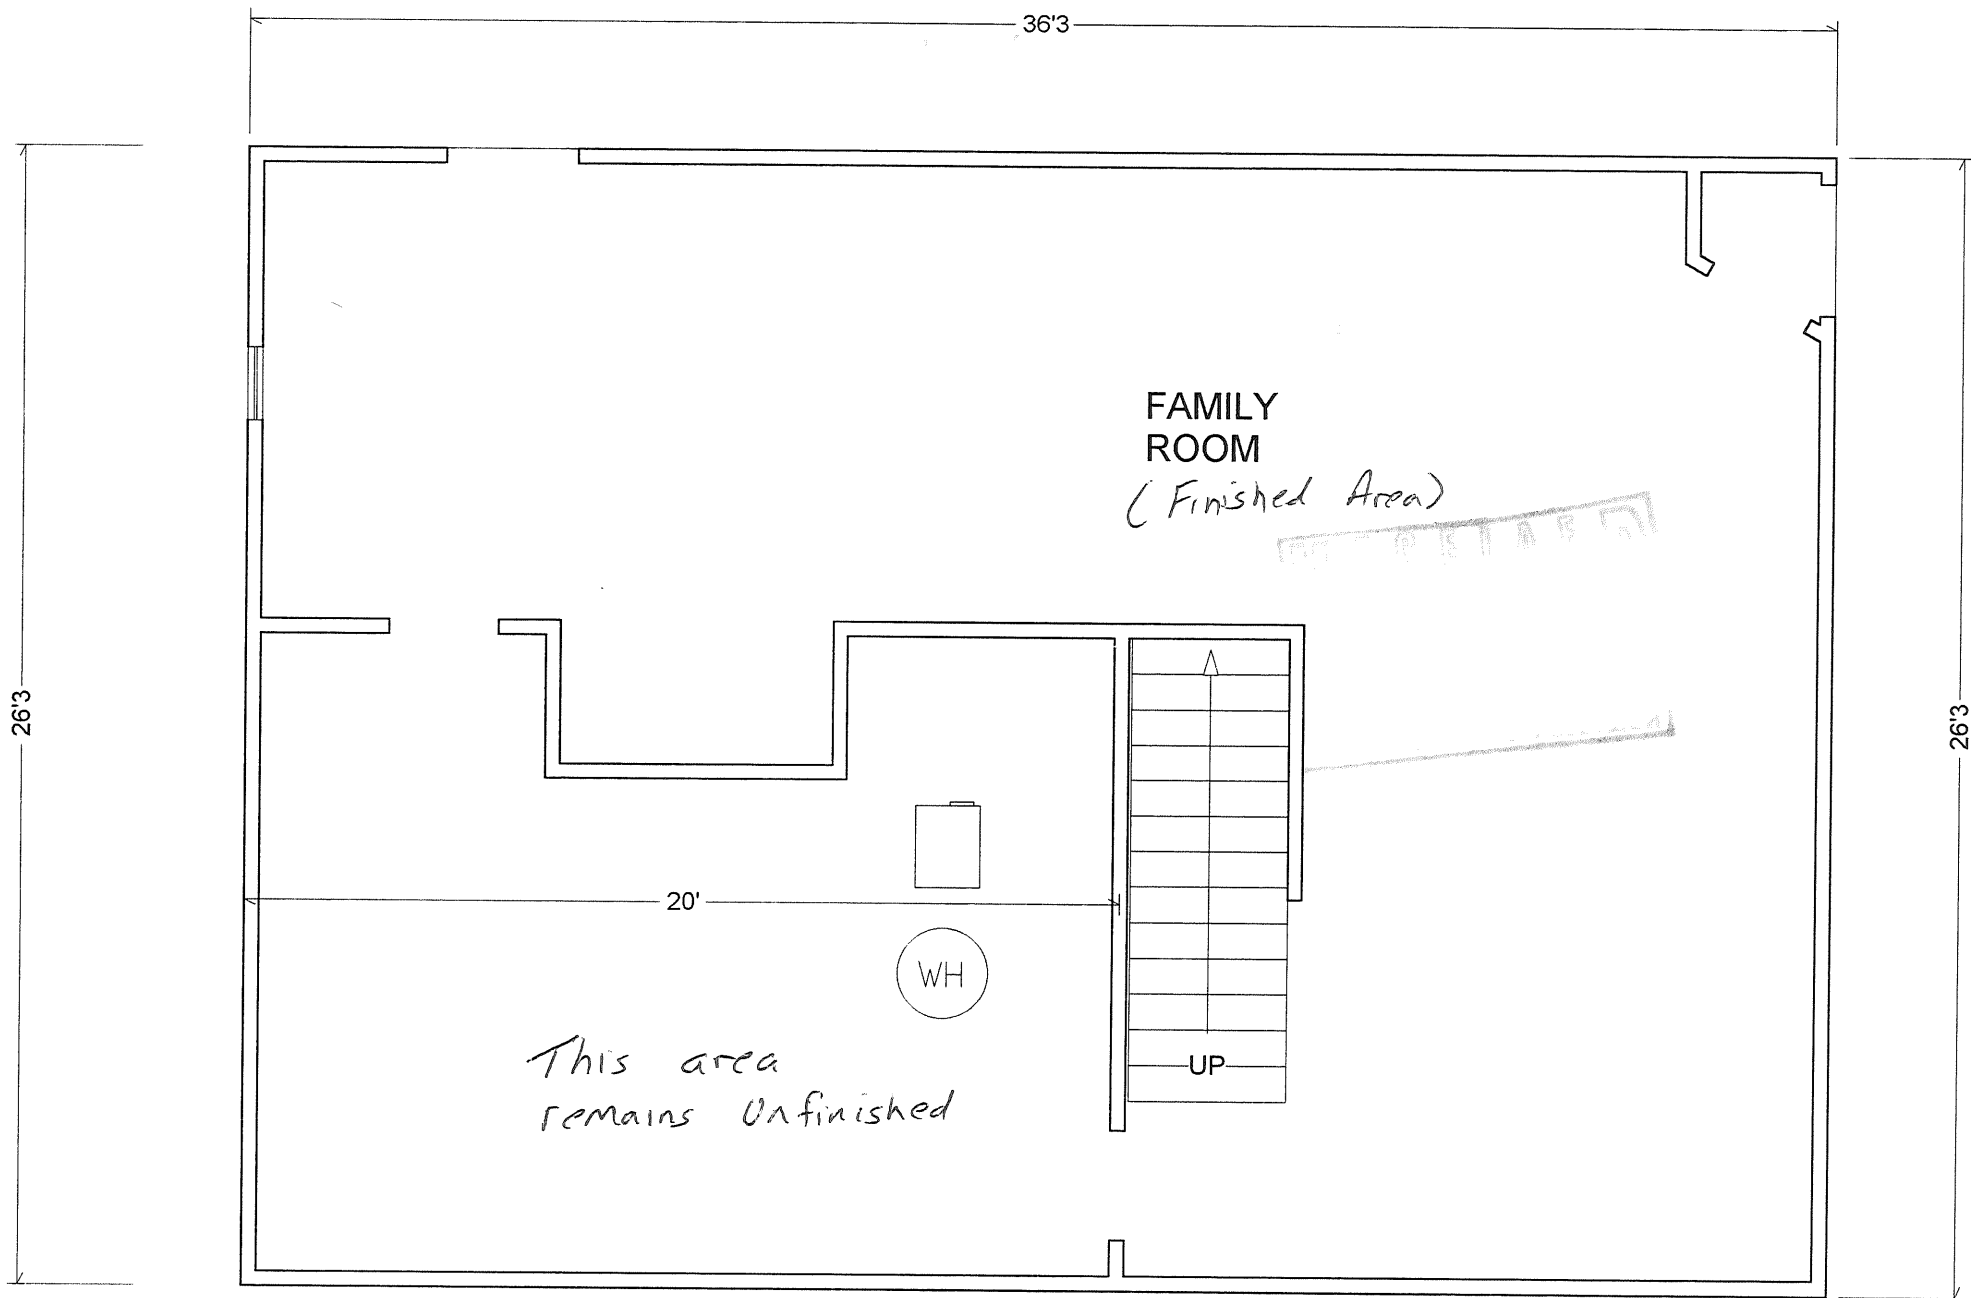 36'3
FAMILY
ROOM
(Finished Area)
26'3
26'3
20'
WH
UP
This area
remains Unfinished